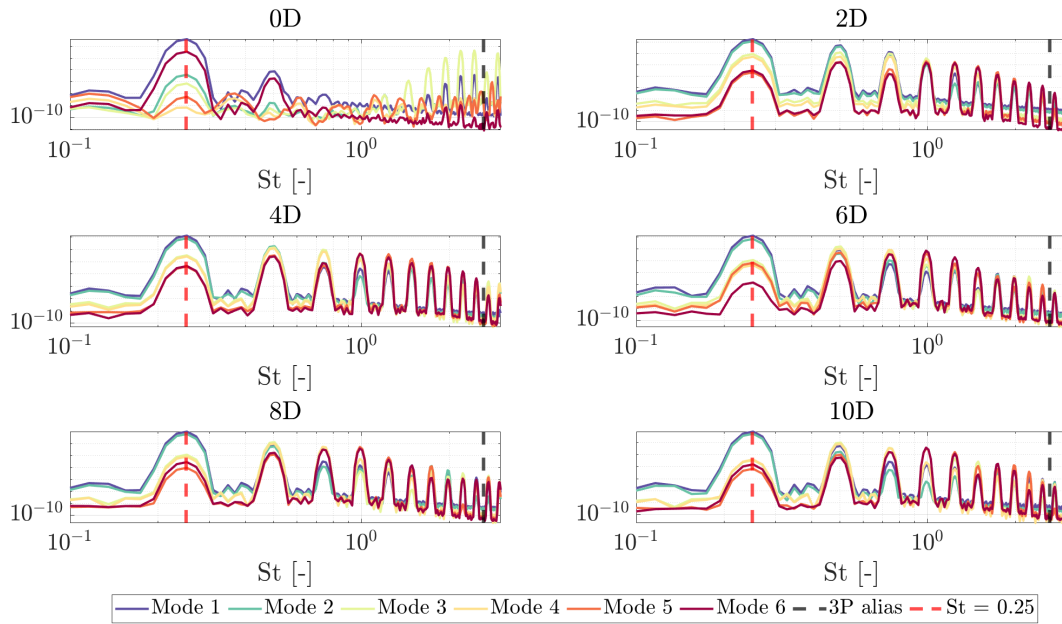 0D
2D
10^{-10}
10^{-10}
10^{-1}
10^{0}
10^{-1}
10^{0}
St [-]
St [-]
4D
6D
10^{-10}
10^{-10}
10^{-1}
10^{0}
10^{-1}
10^{0}
St [-]
St [-]
8D
10D
10^{-10}
10^{-10}
10^{-1}
10^{0}
10^{-1}
10^{0}
St [-]
St [-]
Mode 1 Mode 2 Mode 3 Mode 4 Mode 5 Mode 6 3P alias St = 0.25